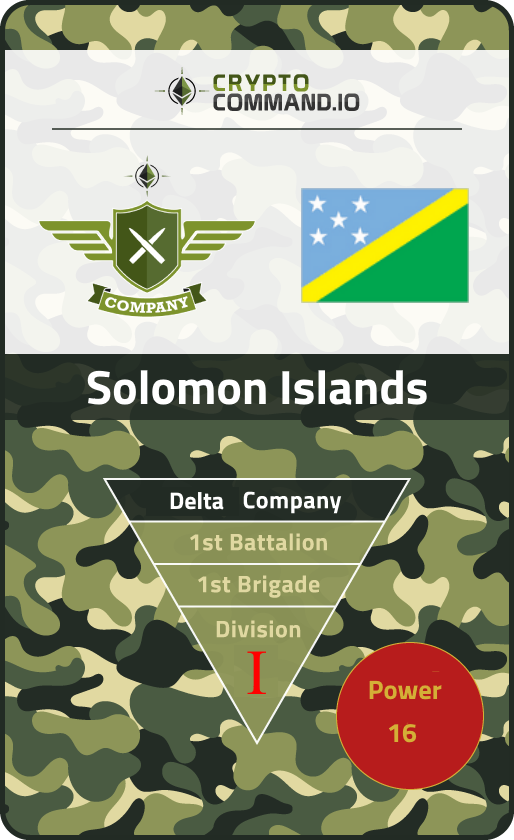 CRYPTO
COMMAND.IO
COMPANY
Solomon Islands
Delta Company
1st Battalion
1st Brigade
Division
I
Power
16